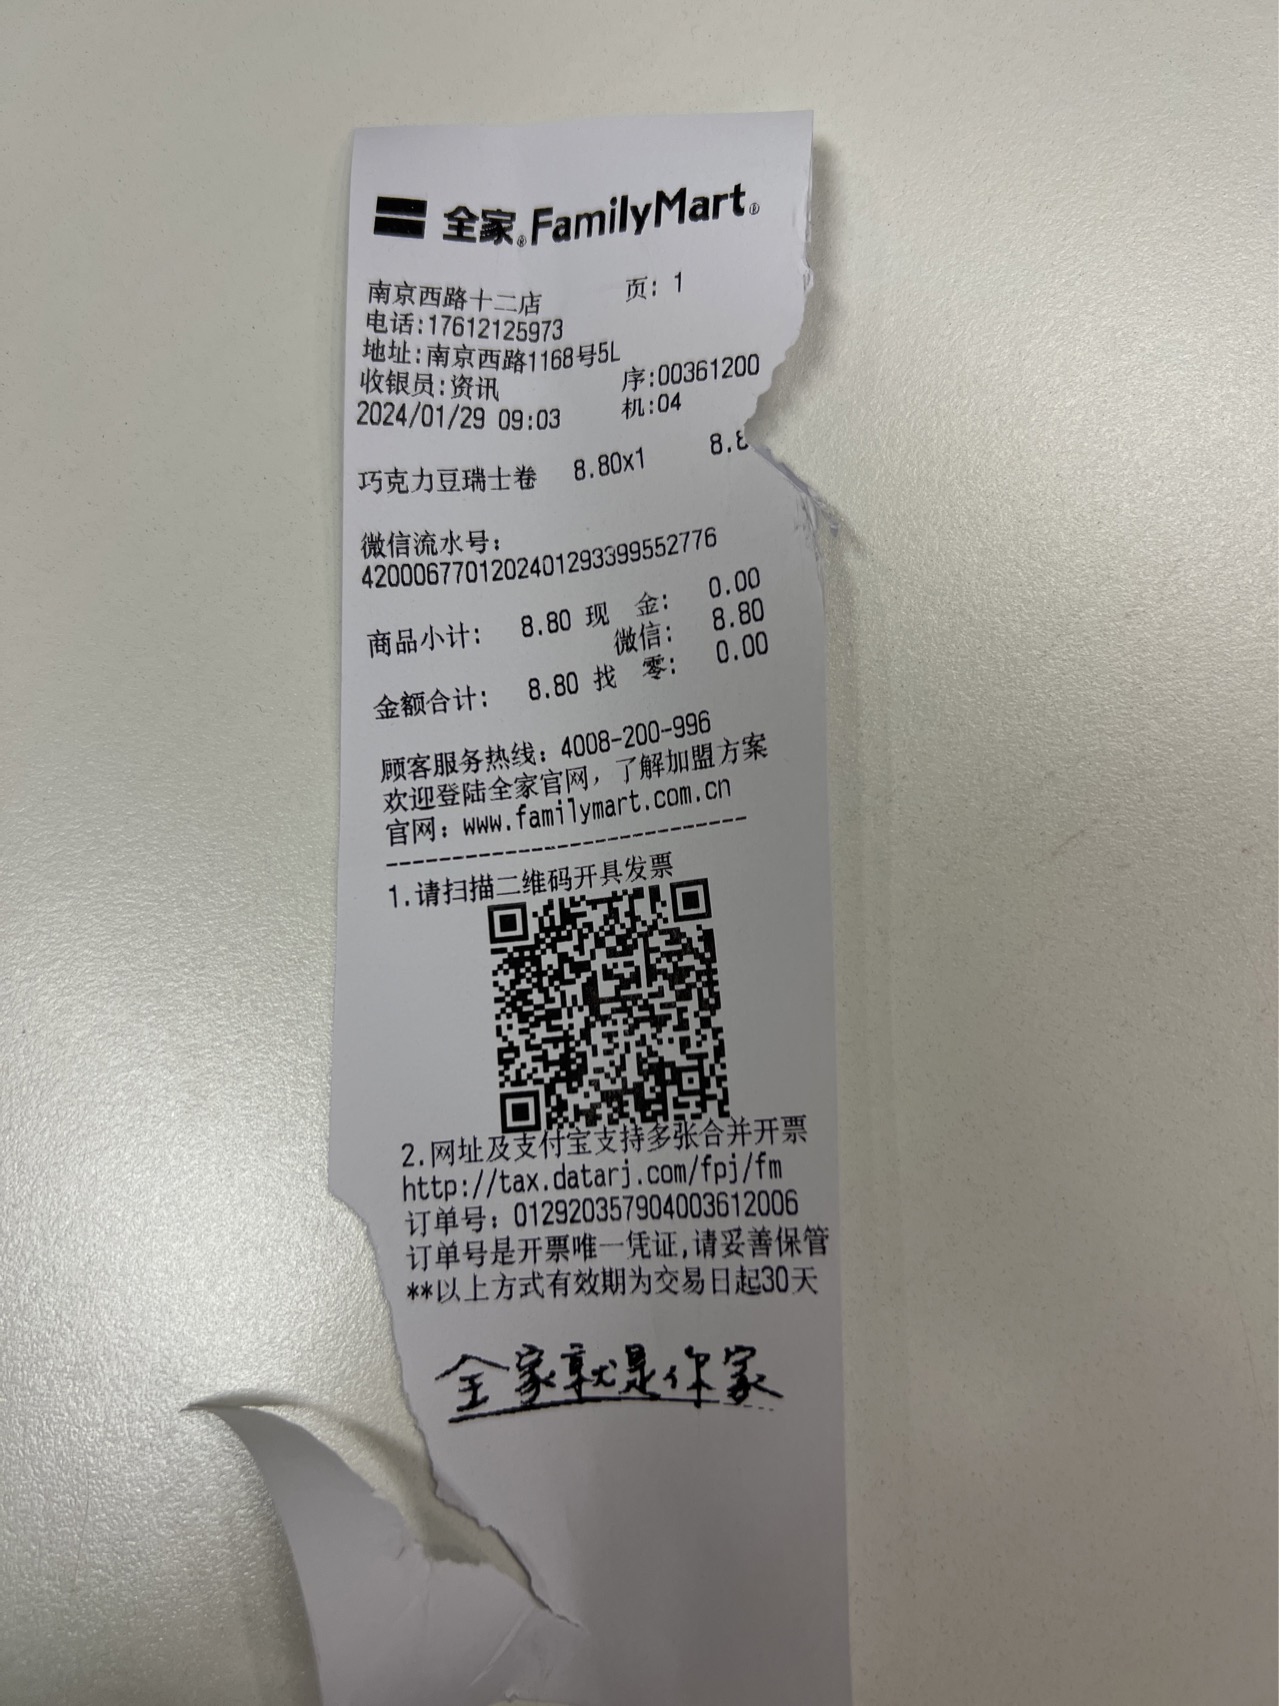 全家® FamilyMart®
南京西路十二店 页: 1
电话:17612125973
地址:南京西路1168号5L
收银员:资讯 序:00361200
2024/01/29 09:03 机:04
巧克力豆瑞士卷 8.80x1 8.8
微信流水号:
4200067701202401293399552776
商品小计: 8.80 现 金: 0.00
微信: 8.80
金额合计: 8.80 找 零: 0.00
顾客服务热线: 4008-200-996
欢迎登陆全家官网, 了解加盟方案
官网: www.familymart.com.cn
----------------------------
1.请扫描二维码开具发票
2.网址及支付宝支持多张合并开票
http://tax.datarj.com/fpj/fm
订单号: 012920357904003612006
订单号是开票唯一凭证,请妥善保管
**以上方式有效期为交易日起30天
全家就是你家